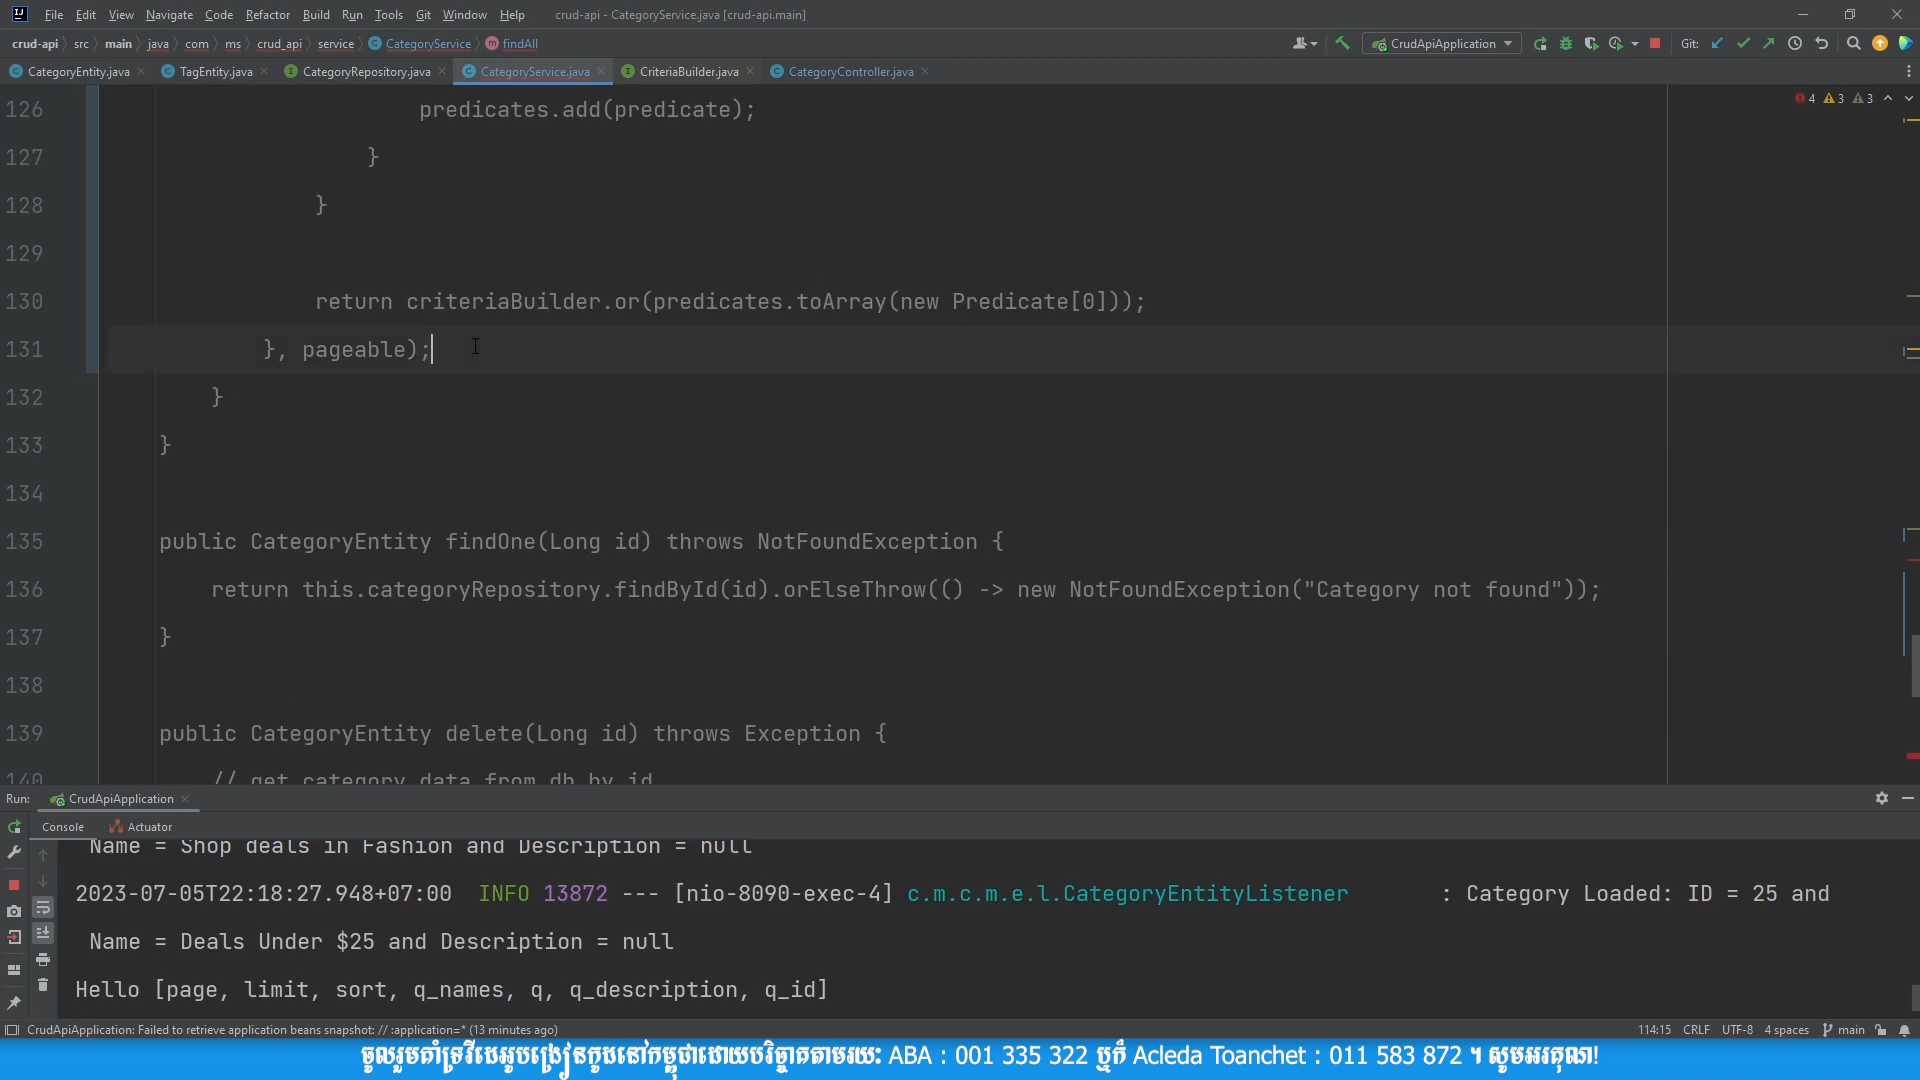 File Edit View Navigate Code Refactor Build Run Tools Git Window Help crud-api - CategoryService.java [crud-api.main]
crud-api src main java com ms crud_api service CategoryService findAll CrudApiApplication Git:
CategoryEntity.java TagEntity.java CategoryRepository.java CategoryService.java CriteriaBuilder.java CategoryController.java
4 3 3
126 predicates.add(predicate);
127 }
128 }
129
130 return criteriaBuilder.or(predicates.toArray(new Predicate[0]));
131 }, pageable);
132 }
133 }
134
135 public CategoryEntity findOne(Long id) throws NotFoundException {
136 return this.categoryRepository.findById(id).orElseThrow(() -> new NotFoundException("Category not found"));
137 }
138
139 public CategoryEntity delete(Long id) throws Exception {
140 // get category data from db by id
Run: CrudApiApplication
Console Actuator
Name = Shop deals in Fashion and Description = null
2023-07-05T22:18:27.948+07:00 INFO 13872 --- [nio-8090-exec-4] c.m.c.m.e.l.CategoryEntityListener : Category Loaded: ID = 25 and
Name = Deals Under $25 and Description = null
Hello [page, limit, sort, q_names, q, q_description, q_id]
CrudApiApplication: Failed to retrieve application beans snapshot: // :application=* (13 minutes ago) 114:15 CRLF UTF-8 4 spaces main
ចូលរួមគាំទ្រវីដេអូបង្រៀនកូដនៅកម្ពុជាដោយបរិច្ចាគតាមរយៈ ABA : 001 335 322 ឬក៏ Acleda Toanchet : 011 583 872 ។ សូមអរគុណ!